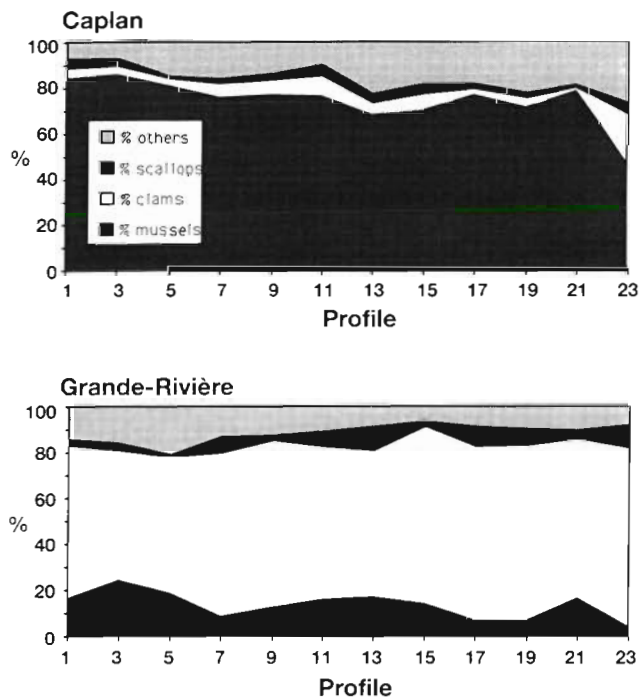 Caplan
100
80
60
%
40
20
0
% others
% scallops
% clams
% mussels
1 3 5 7 9 11 13 15 17 19 21 23
Profile
Grande-Rivière
100
80
60
%
40
20
0
1 3 5 7 9 11 13 15 17 19 21 23
Profile